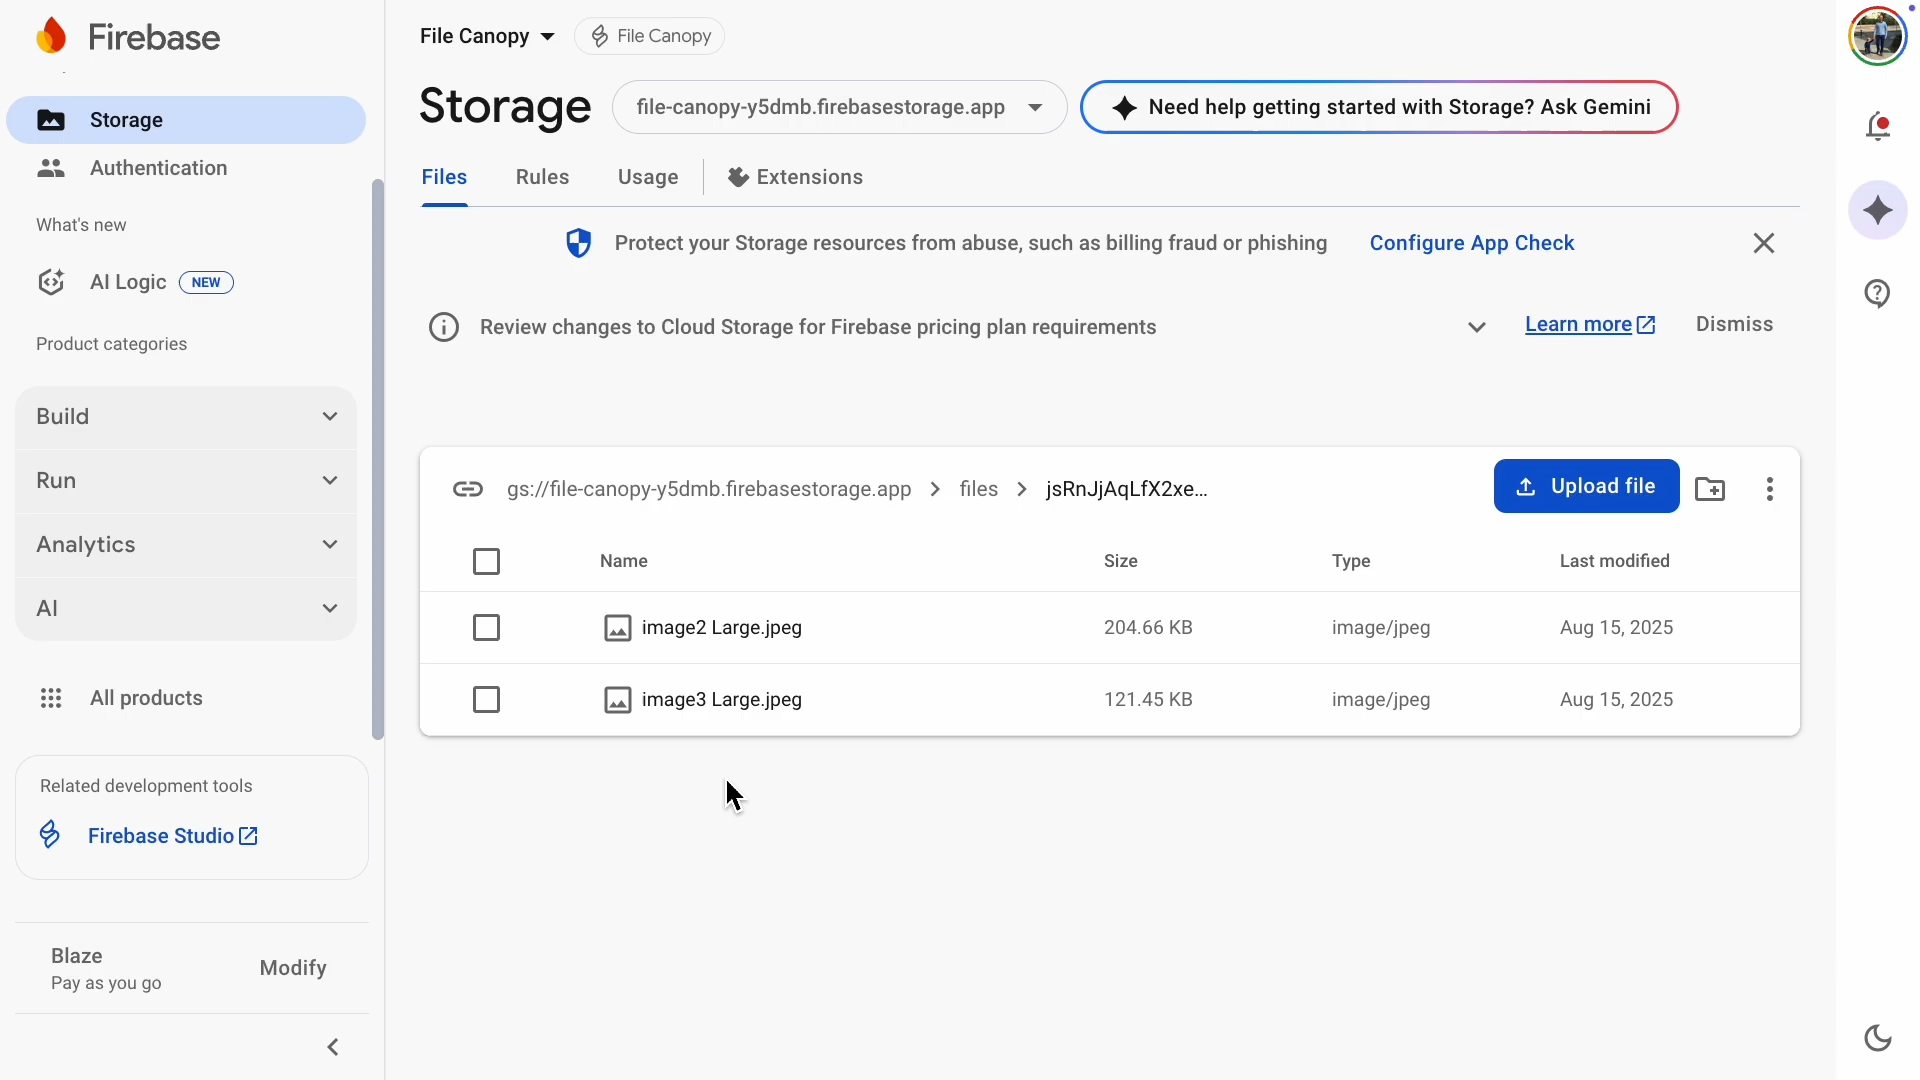 Firebase
File Canopy
File Canopy
Storage
Authentication
What's new
AI Logic NEW
Product categories
Build
Run
Analytics
AI
All products
Related development tools
Firebase Studio
Blaze
Pay as you go
Modify
Storage
file-canopy-y5dmb.firebasestorage.app
Need help getting started with Storage? Ask Gemini
Files
Rules
Usage
Extensions
Protect your Storage resources from abuse, such as billing fraud or phishing
Configure App Check
Review changes to Cloud Storage for Firebase pricing plan requirements
Learn more
Dismiss
gs://file-canopy-y5dmb.firebasestorage.app
files
jsRnJjAqLfX2xe...
Upload file
Name Size Type Last modified
image2 Large.jpeg 204.66 KB image/jpeg Aug 15, 2025
image3 Large.jpeg 121.45 KB image/jpeg Aug 15, 2025